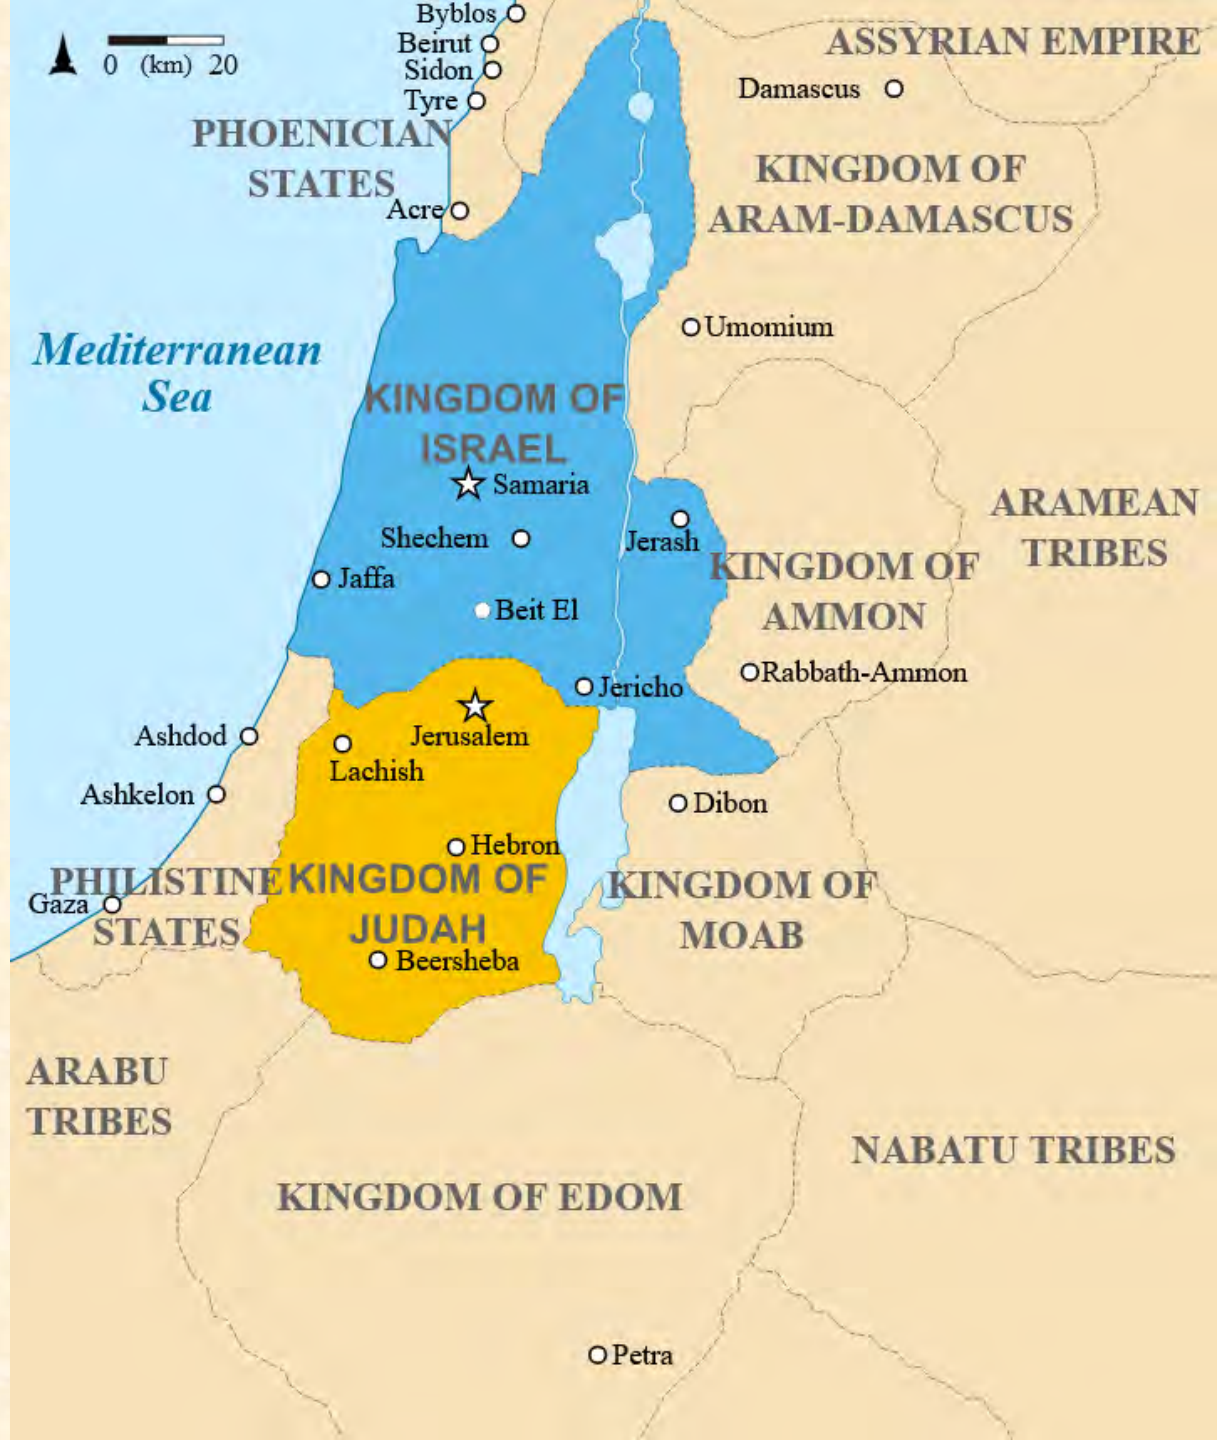 Byblos
Beirut
Sidon
Tyre
0 (km) 20
ASSYRIAN EMPIRE
Damascus
PHOENICIAN
STATES
KINGDOM OF
ARAM-DAMASCUS
Acre
Umomium
Mediterranean
Sea
KINGDOM OF
ISRAEL
Samaria
Shechem
Jerash
ARAMEAN
TRIBES
Jaffa
KINGDOM OF
AMMON
Beit El
Rabbath-Ammon
Jericho
Ashdod
Jerusalem
Lachish
Ashkelon
Dibon
Hebron
PHILISTINE
STATES
Gaza
KINGDOM OF
JUDAH
KINGDOM OF
MOAB
Beersheba
ARABU
TRIBES
NABATU TRIBES
KINGDOM OF EDOM
Petra